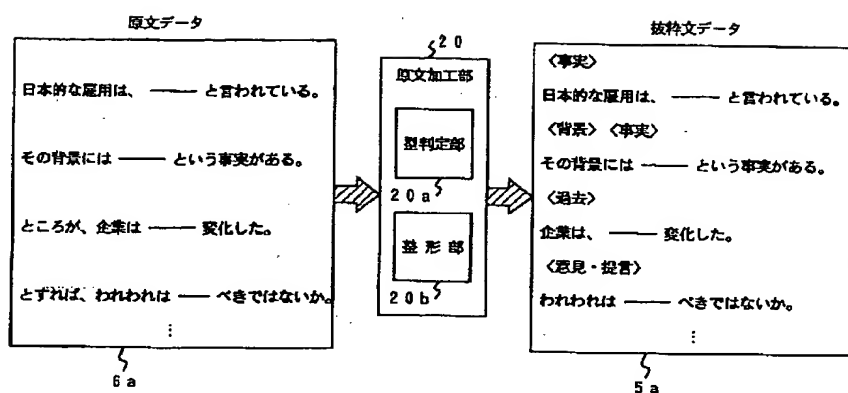 原文データ
日本的な雇用は、 ―― と言われている。
その背景には ―― という事実がある。
ところが、企業は ―― 変化した。
とすれば、われわれは ―― べきではないか。
⋮
6a
20
原文加工部
型判定部
20a
整形部
20b
抜粋文データ
〈事実〉
日本的な雇用は、 ―― と言われている。
〈背景〉〈事実〉
その背景には ―― という事実がある。
〈過去〉
企業は、 ―― 変化した。
〈意見・提言〉
われわれは ―― べきではないか。
⋮
5a